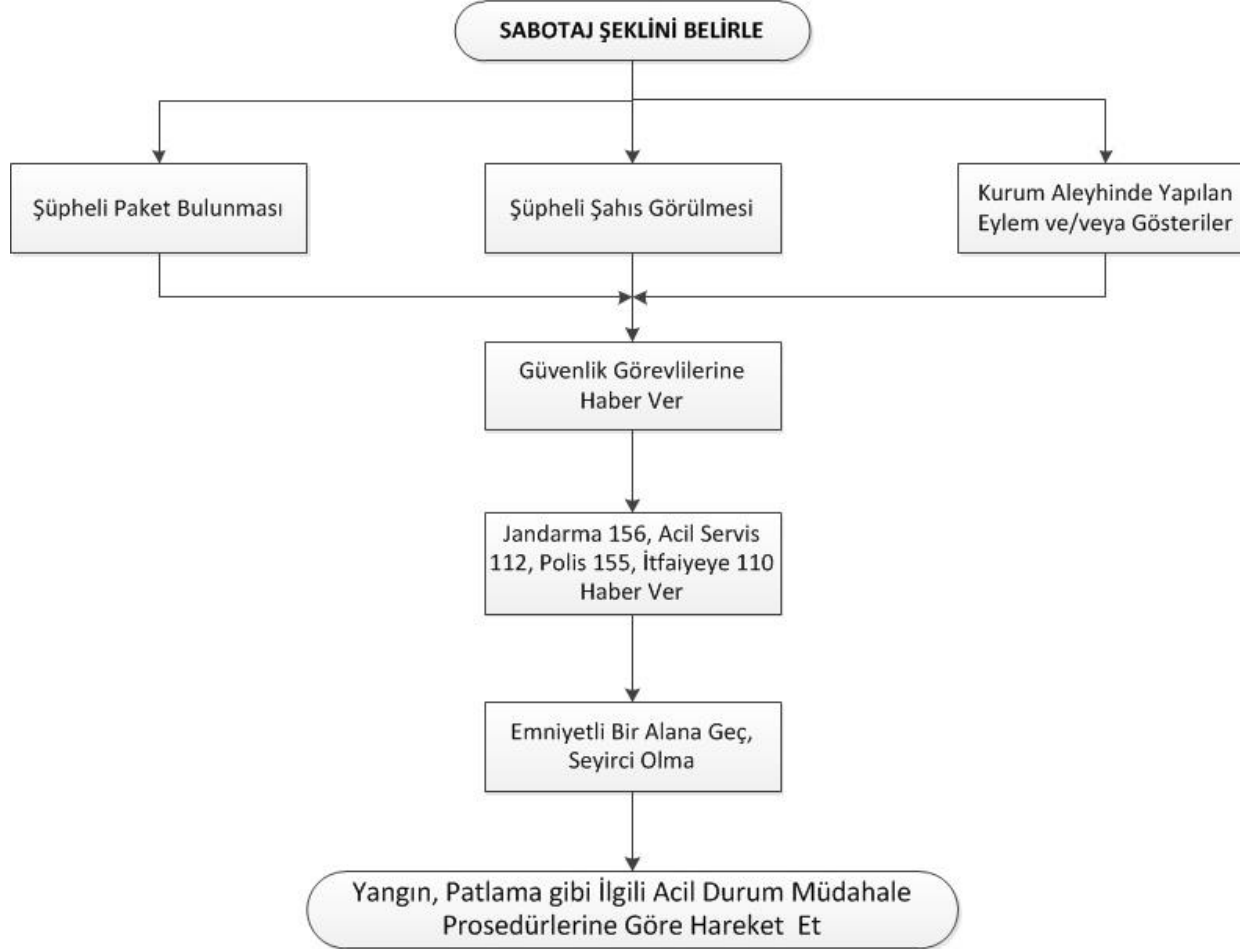 SABOTAJ ŞEKLİNİ BELİRLE
Şüpheli Paket Bulunması
Şüpheli Şahıs Görülmesi
Kurum Aleyhinde Yapılan
Eylem ve/veya Gösteriler
Güvenlik Görevlilerine
Haber Ver
Jandarma 156, Acil Servis
112, Polis 155, İtfaiyeye 110
Haber Ver
Emniyetli Bir Alana Geç,
Seyirci Olma
Yangın, Patlama gibi İlgili Acil Durum Müdahale
Prosedürlerine Göre Hareket Et